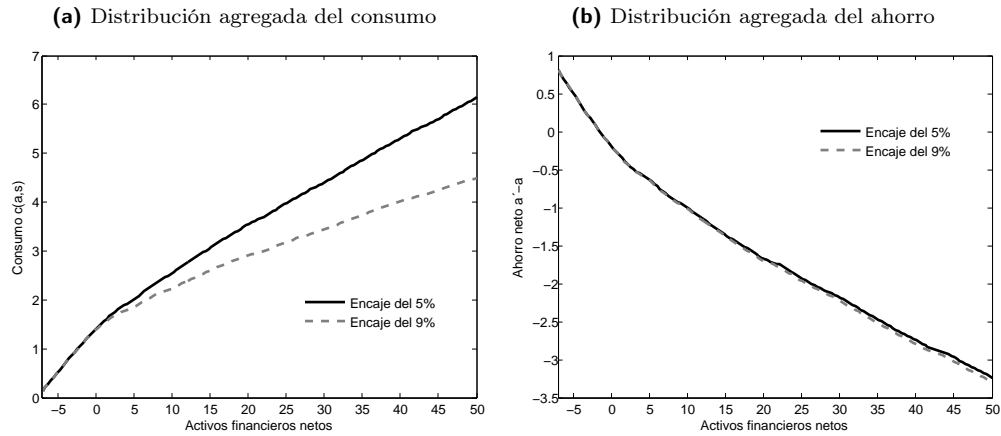 (a) Distribución agregada del consumo
7
6
5
4
3
2
1
0
Consumo c(a,s)
Encaje del 5%
Encaje del 9%
−5 0 5 10 15 20 25 30 35 40 45 50
Activos financieros netos
(b) Distribución agregada del ahorro
1
0.5
0
−0.5
−1
−1.5
−2
−2.5
−3
−3.5
Ahorro neto a´−a
Encaje del 5%
Encaje del 9%
−5 0 5 10 15 20 25 30 35 40 45 50
Activos financieros netos